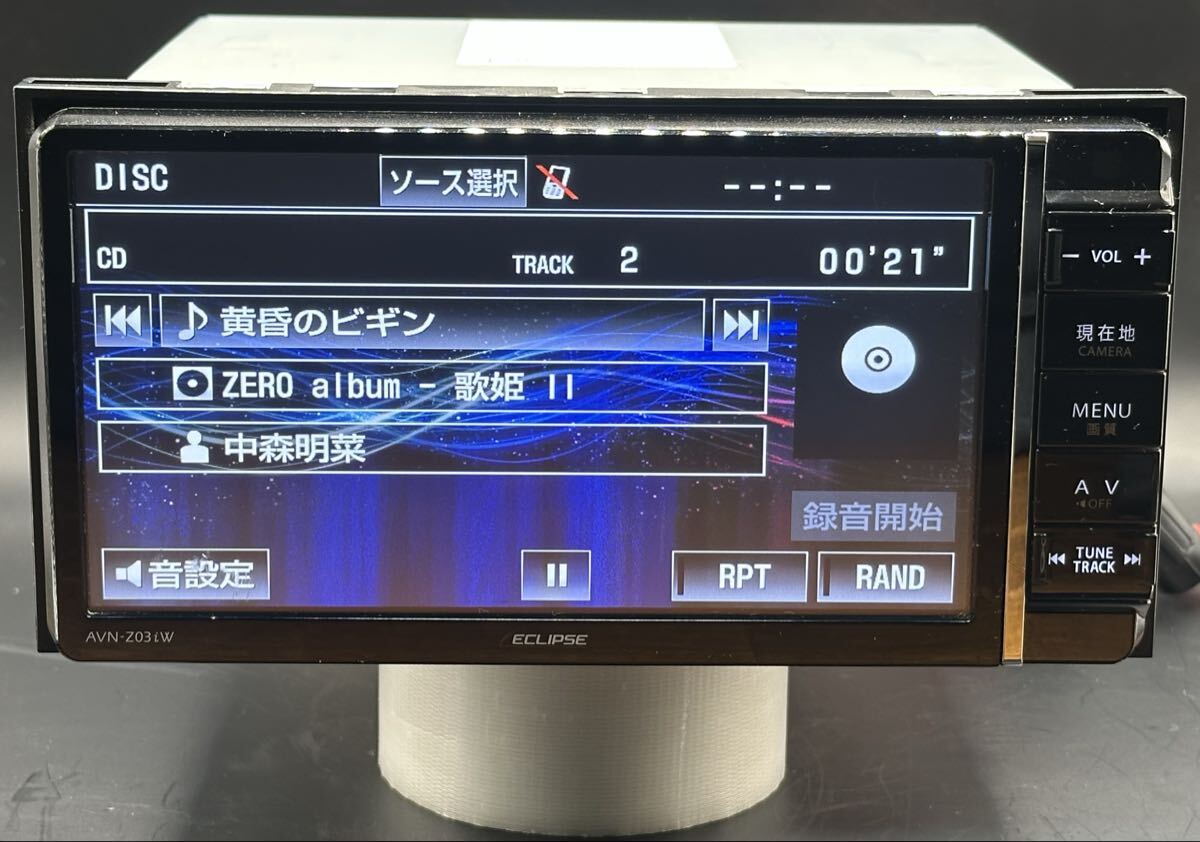 DISC ソース選択 --:--
CD TRACK 2 00'21”
黄昏のビギン
ZERO album - 歌姫 II
中森明菜
録音開始
音設定 RPT RAND
AVN-Z03iW ECLIPSE
- VOL +
現在地
CAMERA
MENU
画質
A V
OFF
TUNE
TRACK